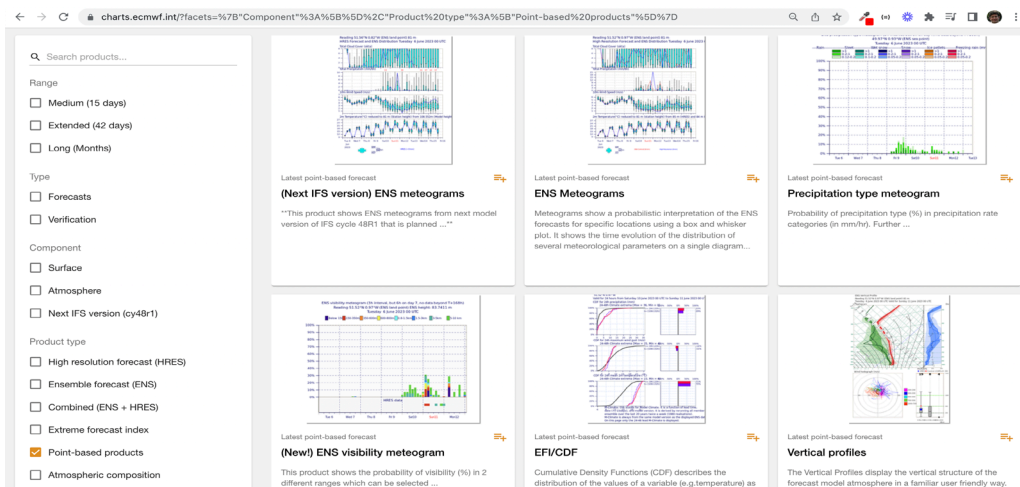 charts.ecmwf.int/?facets=%7B"Component"%3A%5B%5D%2C"Product%20type"%3A%5B"Point-based%20products"%5D%7D
Search products...
Range
Medium (15 days)
Extended (42 days)
Long (Months)
Type
Forecasts
Verification
Component
Surface
Atmosphere
Next IFS version (cy48r1)
Product type
High resolution forecast (HRES)
Ensemble forecast (ENS)
Combined (ENS + HRES)
Extreme forecast index
Point-based products
Atmospheric composition
Latest point-based forecast
(Next IFS version) ENS meteograms
"*This product shows ENS meteograms from next model
version of IFS cycle 48R1 that is planned ...*"
Latest point-based forecast
ENS Meteograms
Meteograms show a probabilistic interpretation of the ENS
forecasts for specific locations using a box and whisker
plot. It shows the time evolution of the distribution of
several meteorological parameters on a single diagram...
Latest point-based forecast
Precipitation type meteogram
Probability of precipitation type (%) in precipitation rate
categories (in mm/hr). Further ...
Latest point-based forecast
(New!) ENS visibility meteogram
This product shows the probability of visibility (%) in 2
different ranges which can be selected ...
Latest point-based forecast
EFI/CDF
Cumulative Density Functions (CDF) describes the
distribution of the values of a variable (e.g.temperature) as
Latest point-based forecast
Vertical profiles
The Vertical Profiles display the vertical structure of the
forecast model atmosphere in a familiar user friendly way.